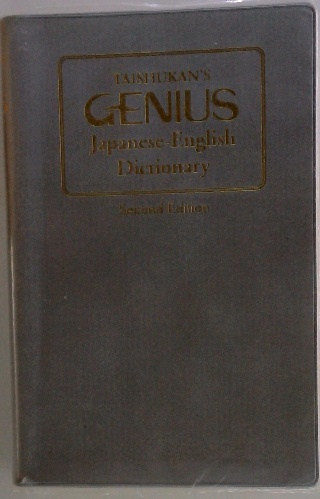 TAISHUKAN'S
GENIUS
Japanese-English
Dictionary
Second Edition